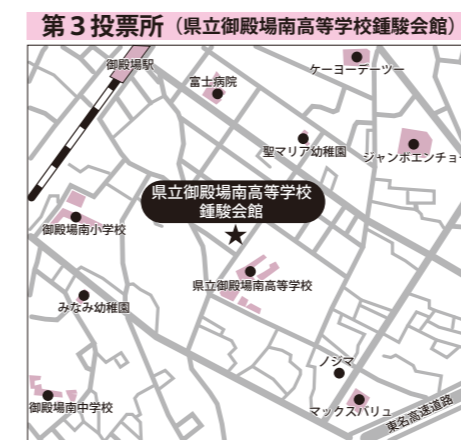 第3投票所（県立御殿場南高等学校鍾駿会館）
御殿場駅
ケーヨーデーツー
富士病院
聖マリア幼稚園
ジャンボエンチョー
県立御殿場南高等学校
鍾駿会館
御殿場南小学校
県立御殿場南高等学校
みなみ幼稚園
ノジマ
御殿場南中学校
マックスバリュ
東名高速道路